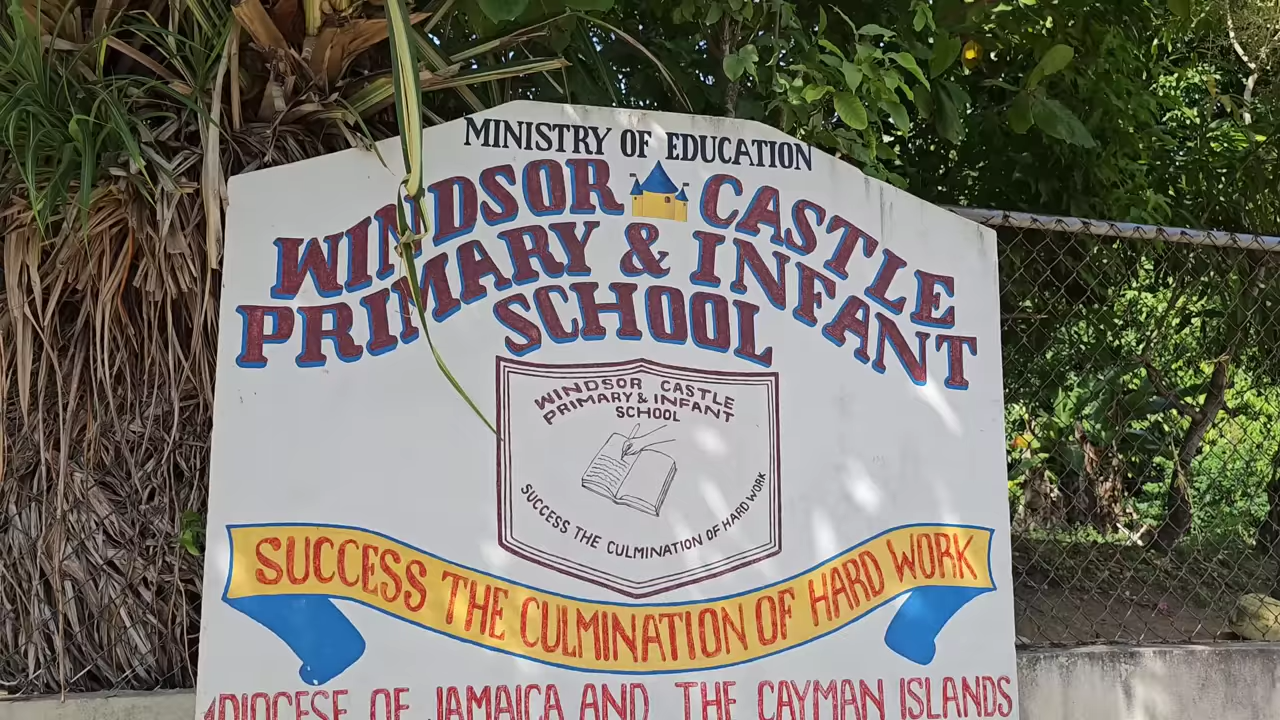 MINISTRY OF EDUCATION
WINDSOR CASTLE
PRIMARY & INFANT
SCHOOL
WINDSOR CASTLE
PRIMARY & INFANT
SCHOOL
SUCCESS THE CULMINATION OF HARD WORK
SUCCESS THE CULMINATION OF HARD WORK
DIOCESE OF JAMAICA AND THE CAYMAN ISLANDS